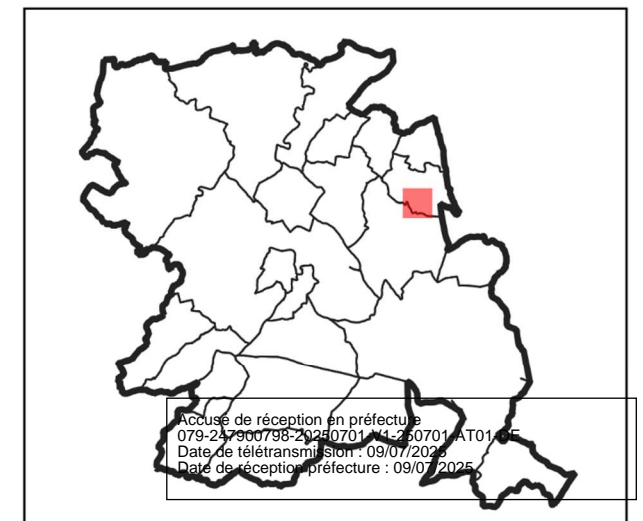 Accusé de réception en préfecture
079-247900798-20250701-V1-250701-AT01-DE
Date de télétransmission : 09/07/2025
Date de réception préfecture : 09/07/2025